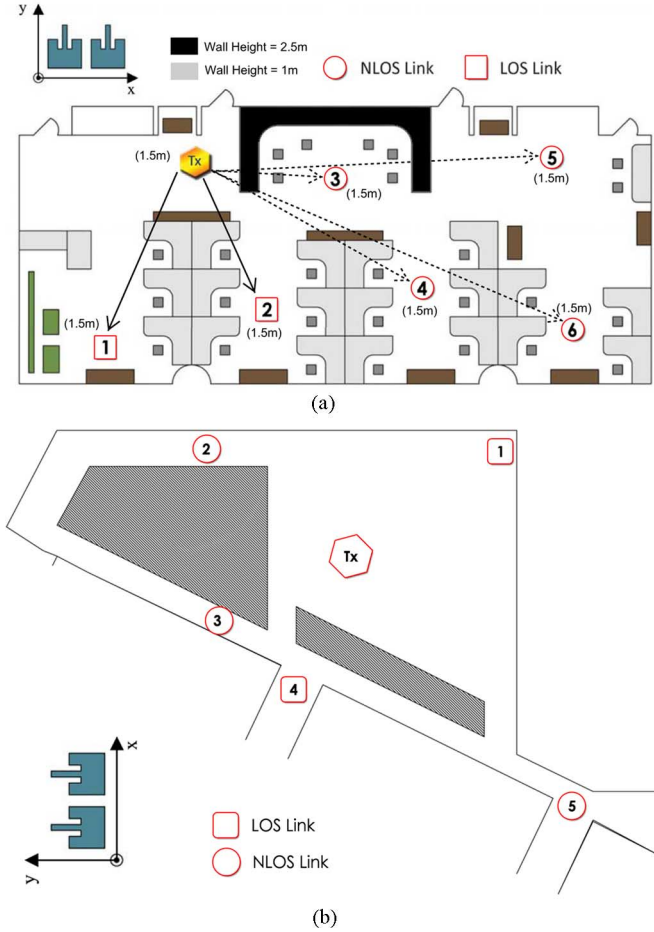 y
x
Wall Height = 2.5m
Wall Height = 1m
NLOS Link
LOS Link
(1.5m)
Tx
5
3
(1.5m)
(1.5m)
4
2
(1.5m)
(1.5m)
(1.5m)
(1.5m)
6
1
(a)
2
1
Tx
3
4
x
5
LOS Link
NLOS Link
y
(b)